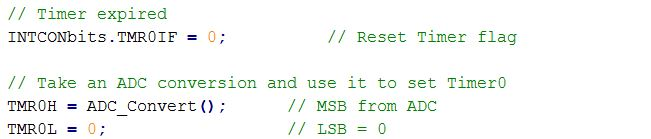 // Timer expired
INTCONbits.TMR0IF = 0; // Reset Timer flag
// Take an ADC conversion and use it to set Timer0
TMR0H = ADC_Convert(); // MSB from ADC
TMR0L = 0; // LSB = 0